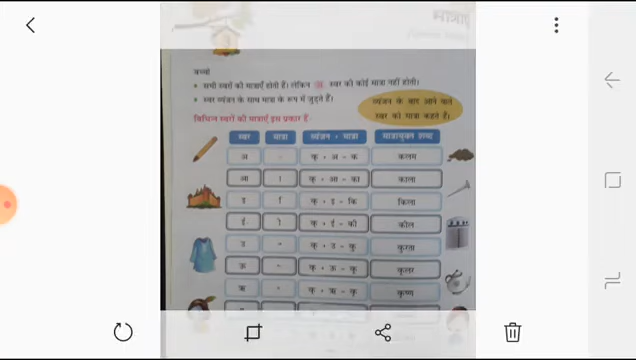 बच्चो
• सभी स्वरों की मात्राएँ होती हैं। लेकिन अ स्वर की कोई मात्रा नहीं होती।
• स्वर व्यंजन के साथ मात्रा के रूप में जुड़ते हैं।
व्यंजन के बाद आने वाले
स्वर को मात्रा कहते हैं।
विभिन्न स्वरों की मात्राएँ इस प्रकार हैं
स्वर मात्रा व्यंजन + मात्रा मात्रायुक्त शब्द
अ - क् + अ - क कलम
आ ा क् + आ - का काला
इ ि क् + इ - कि किला
ई ी क् + ई - की कील
उ ु क् + उ - कु कुरता
ऊ ू क् + ऊ - कू कूलर
ऋ ृ क् + ऋ - कृ कृष्ण